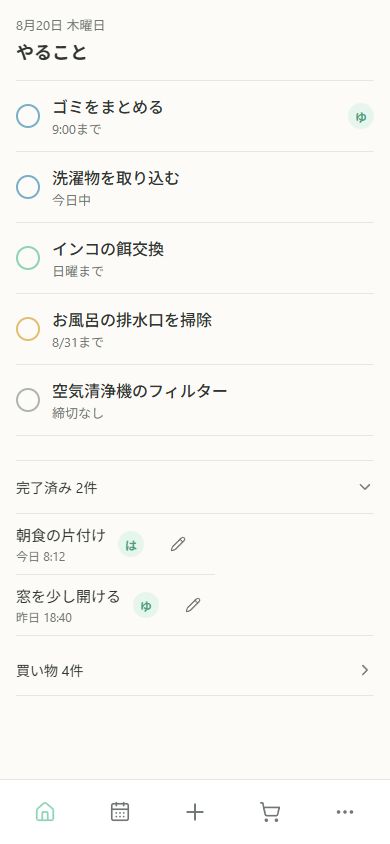 8月20日 木曜日
やること
ゴミをまとめる
ゆ
9:00まで
洗濯物を取り込む
今日中
インコの餌交換
日曜まで
お風呂の排水口を掃除
8/31まで
空気清浄機のフィルター
締切なし
完了済み 2件
朝食の片付け
は
今日 8:12
窓を少し開ける
ゆ
昨日 18:40
買い物 4件